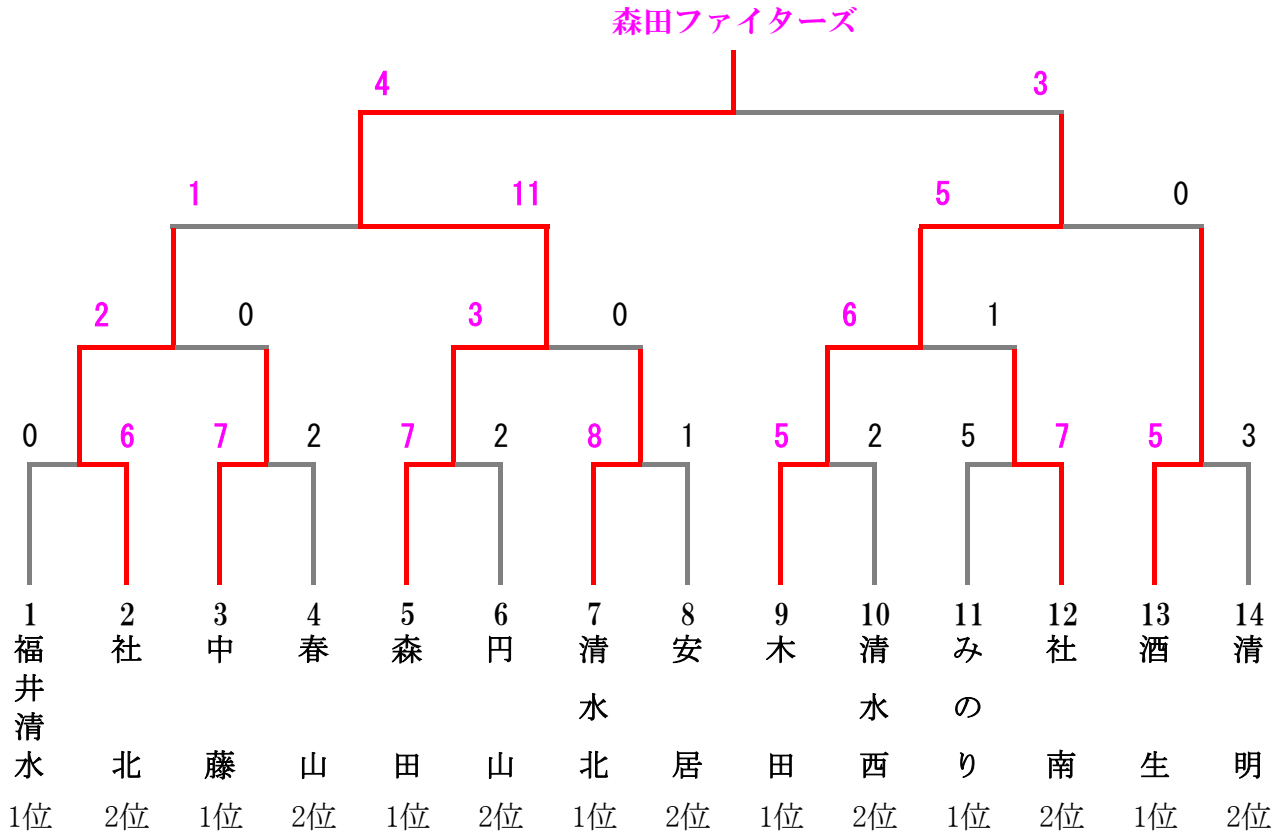 森田ファイターズ
4 3
1 11 5 0
2 0 3 0 6 1
0 6 7 2 7 2 8 1 5 2 5 7 5 3
1 2 3 4 5 6 7 8 9 10 11 12 13 14
福井清水 社北 中藤 春山 森田 円山 清水北 安居 木田 清水西 みのり 社南 酒生 清明
1位 2位 1位 2位 1位 2位 1位 2位 1位 2位 1位 2位 1位 2位